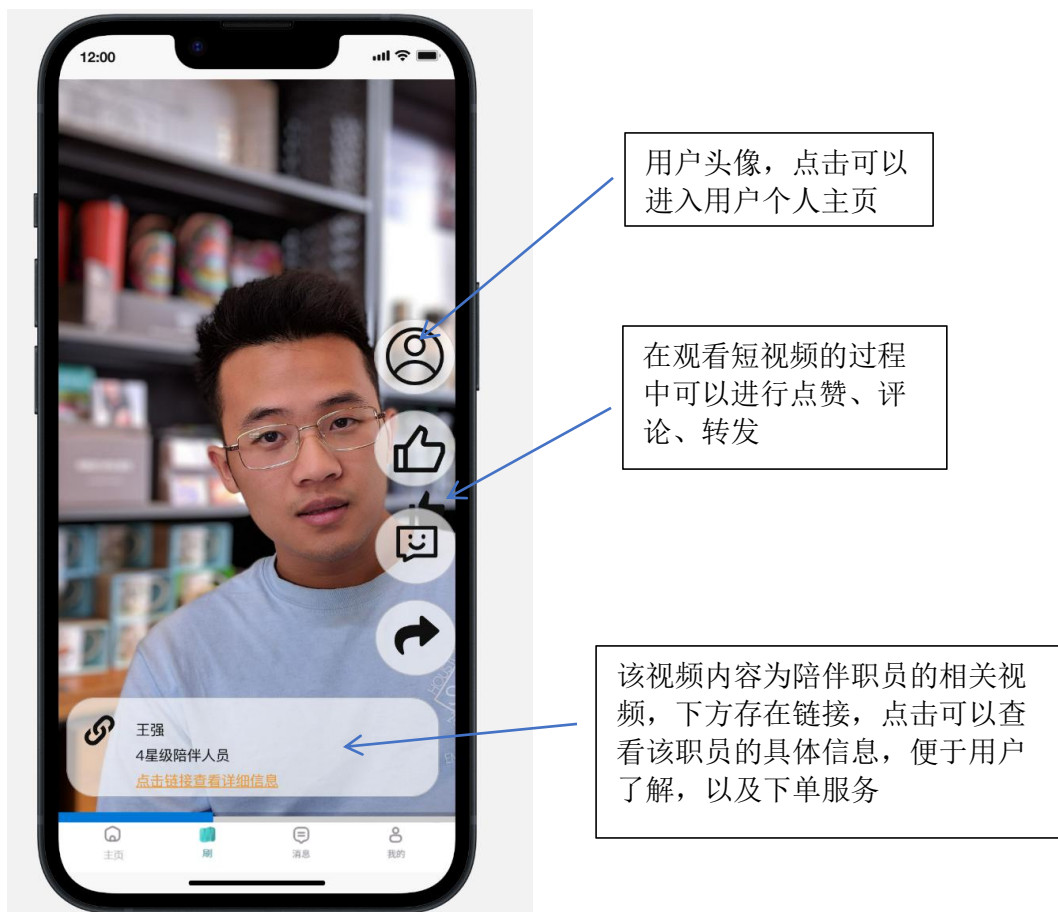 12:00
用户头像，点击可以
进入用户个人主页
在观看短视频的过程
中可以进行点赞、评
论、转发
该视频内容为陪伴职员的相关视
频，下方存在链接，点击可以查
看该职员的具体信息，便于用户
了解，以及下单服务
王强
4星级陪伴人员
点击链接查看详细信息
主页
刷
消息
我的